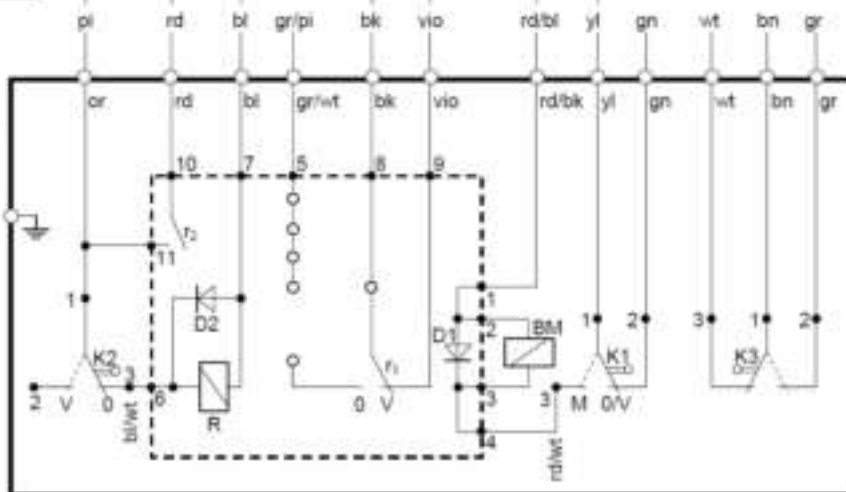 pi rd bl gr/pi bk vio rd/bl yl gn wt bn gr
or rd bl gr/wt bk vio rd/bk yl gn wt bn gr
10 7 5 8 9
r2
11
1
1 D2 D1 2 BM 1 2 3 1 2
K2 3 r1 K1 K3
2 V 0 6 R 0 V 3 3 M 0/V
bl/wt 4 rd/wt